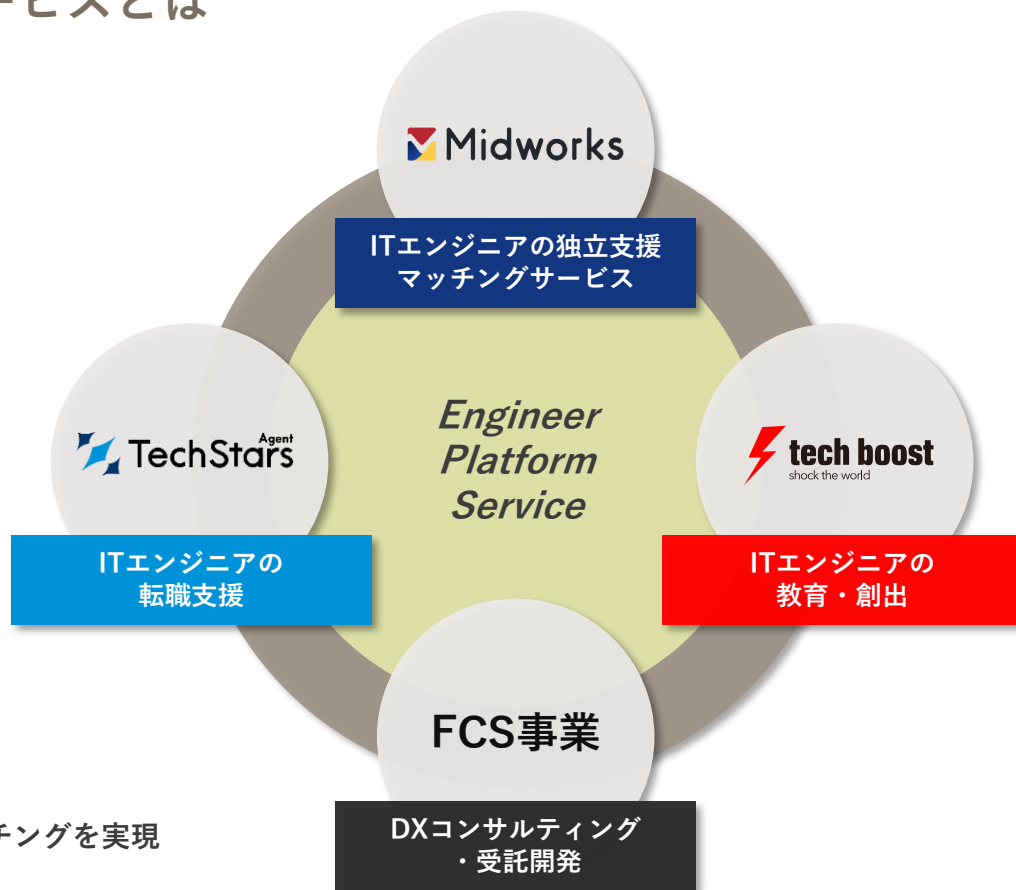 ービスとは
Midworks
ITエンジニアの独立支援
マッチングサービス
Engineer
Platform
Service
TechStars
Agent
tech boost
shock the world
ITエンジニアの
転職支援
ITエンジニアの
教育・創出
FCS事業
DXコンサルティング
・受託開発
チングを実現